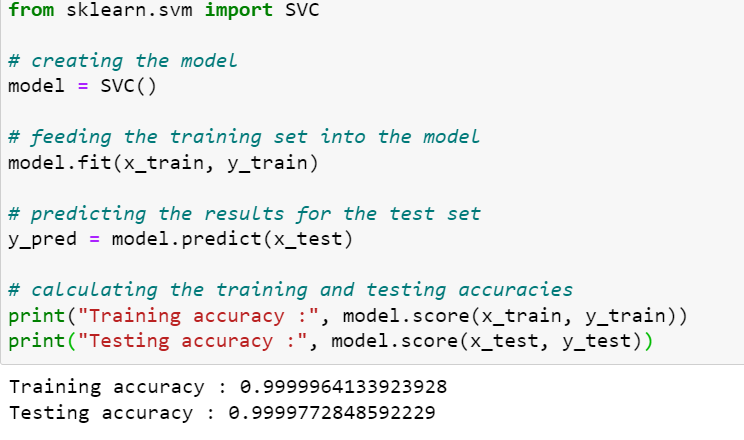 from sklearn.svm import SVC
# creating the model
model = SVC()
# feeding the training set into the model
model.fit(x_train, y_train)
# predicting the results for the test set
y_pred = model.predict(x_test)
# calculating the training and testing accuracies
print("Training accuracy :", model.score(x_train, y_train))
print("Testing accuracy :", model.score(x_test, y_test))
Training accuracy : 0.9999964133923928
Testing accuracy : 0.9999772848592229